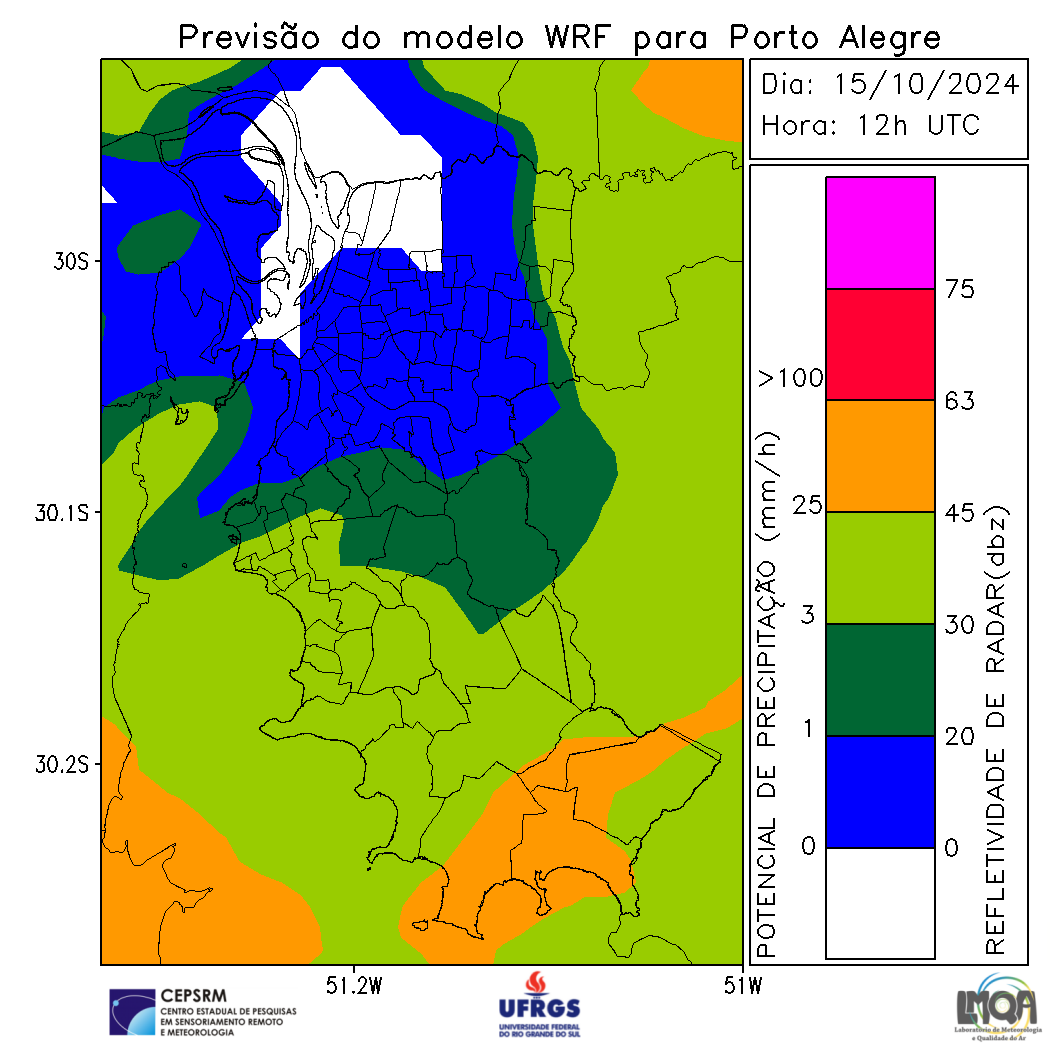 Previsão do modelo WRF para Porto Alegre
Dia: 15/10/2024
Hora: 12h UTC
30S
30.1S
30.2S
51.2W
51W
POTENCIAL DE PRECIPITAÇÃO (mm/h)
>100
25
3
1
0
75
63
45
30
20
0
REFLETIVIDADE DE RADAR(dbz)
CEPSRM
CENTRO ESTADUAL DE PESQUISAS
EM SENSORIAMENTO REMOTO
E METEOROLOGIA
UFRGS
UNIVERSIDADE FEDERAL
DO RIO GRANDE DO SUL
LMQA
Laboratório de Meteorologia
e Qualidade do Ar